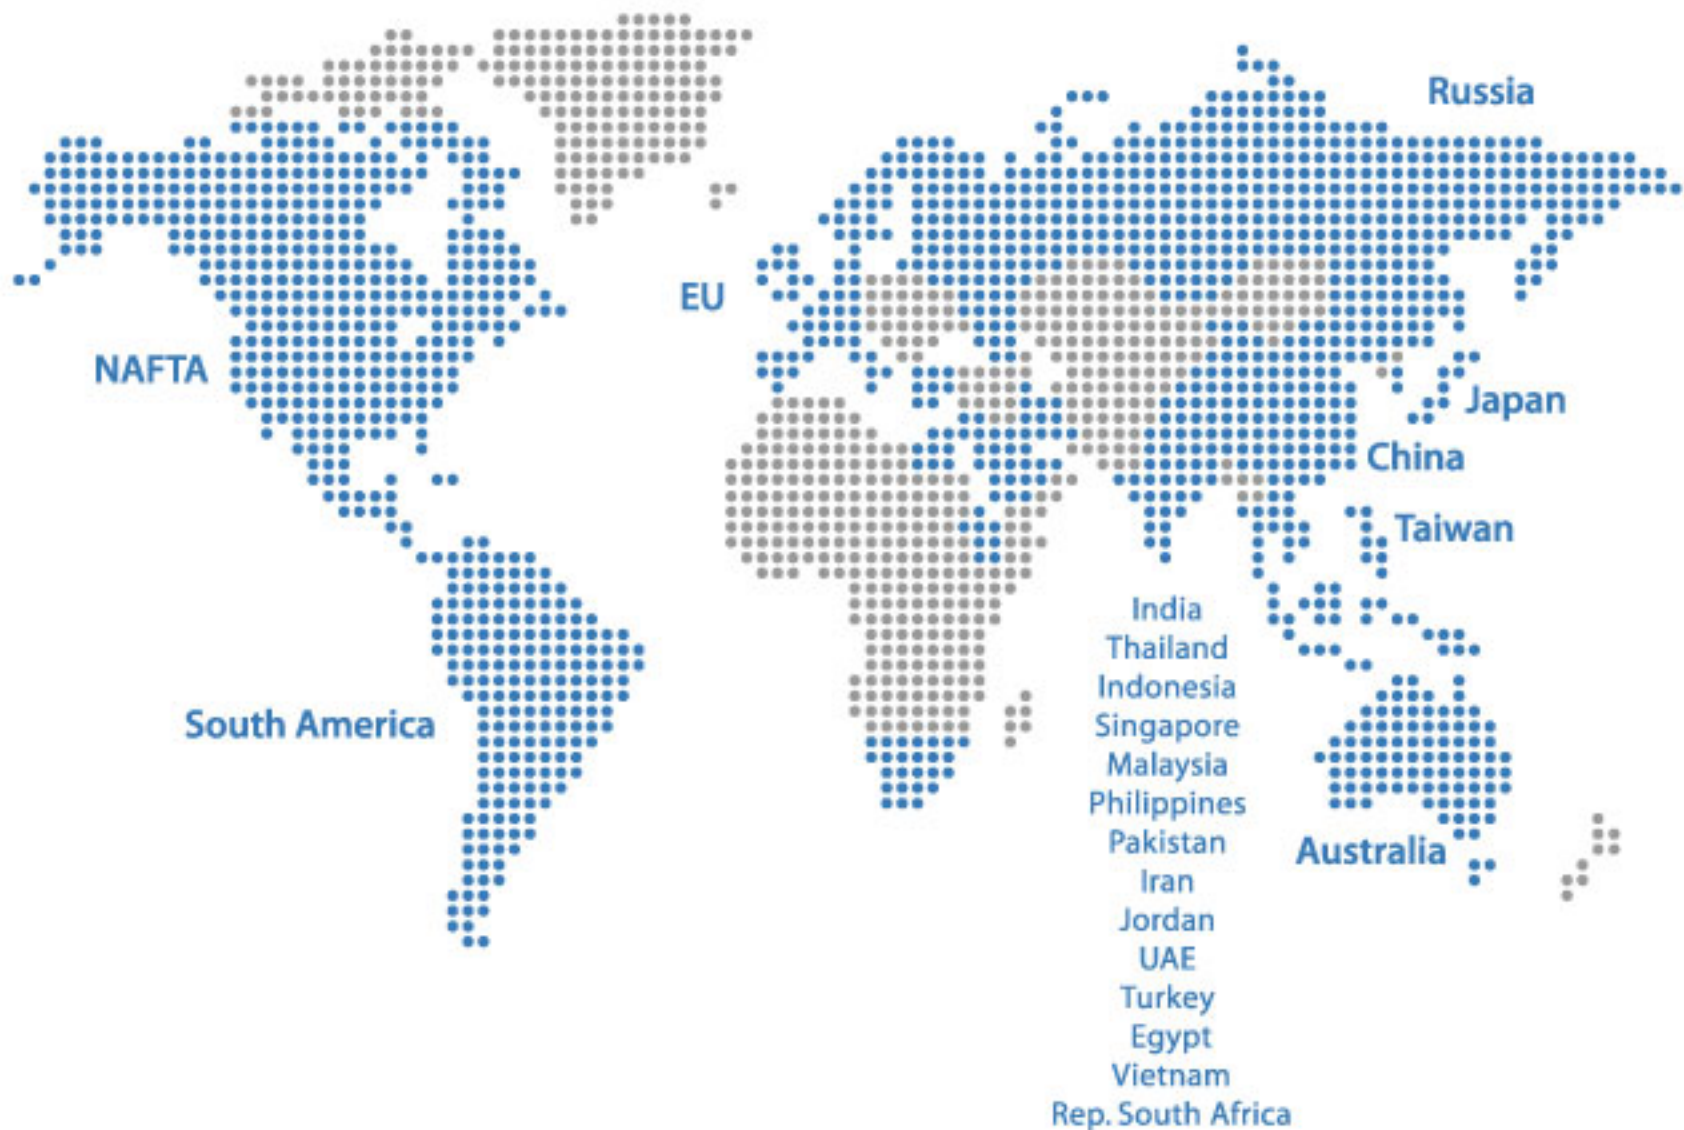 Russia
EU
NAFTA
Japan
China
Taiwan
India
Thailand
Indonesia
Singapore
Malaysia
Philippines
Pakistan
Iran
Jordan
UAE
Turkey
Egypt
Vietnam
Rep. South Africa
South America
Australia